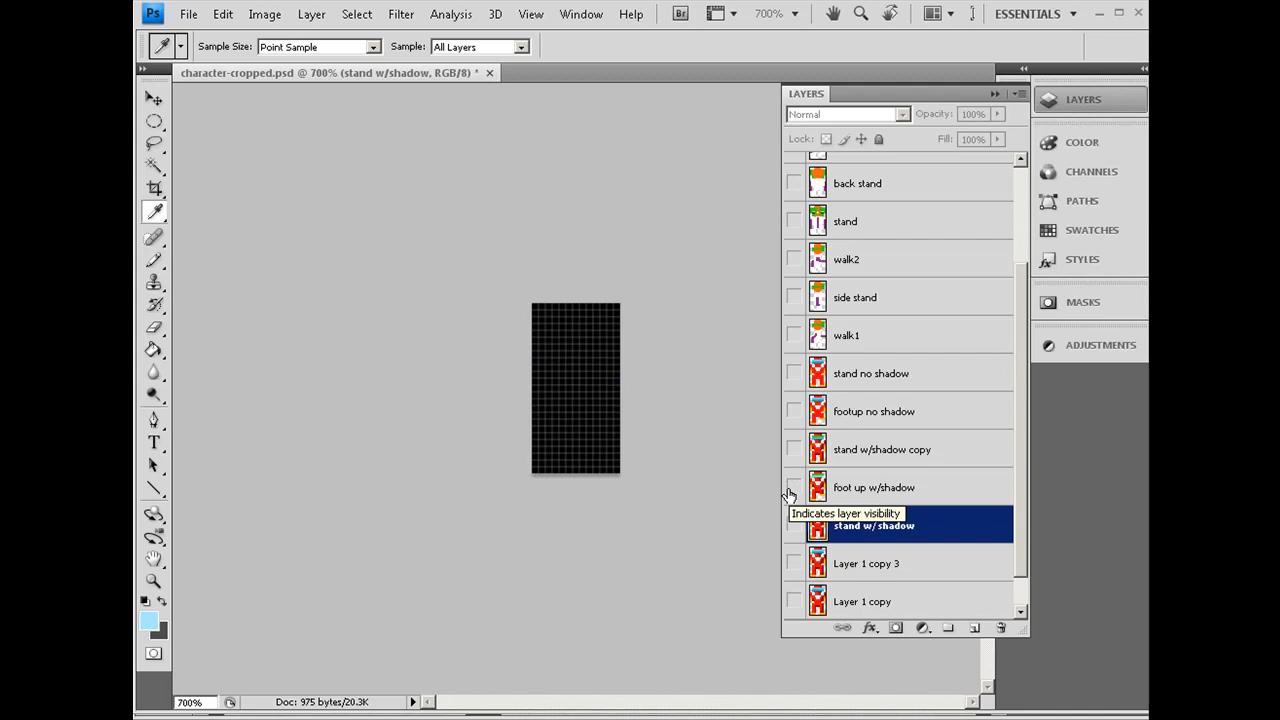 Ps File Edit Image Layer Select Filter Analysis 3D View Window Help Br 700% ESSENTIALS
Sample Size: Point Sample Sample: All Layers
character-cropped.psd @ 700% (stand w/shadow, RGB/8) *
LAYERS
Normal Opacity: 100%
Lock: Fill: 100%
back stand
stand
walk2
side stand
walk1
stand no shadow
footup no shadow
stand w/shadow copy
foot up w/shadow
Indicates layer visibility
stand w/shadow
Layer 1 copy 3
Layer 1 copy
LAYERS
COLOR
CHANNELS
PATHS
SWATCHES
STYLES
MASKS
ADJUSTMENTS
700% Doc: 975 bytes/20.3K